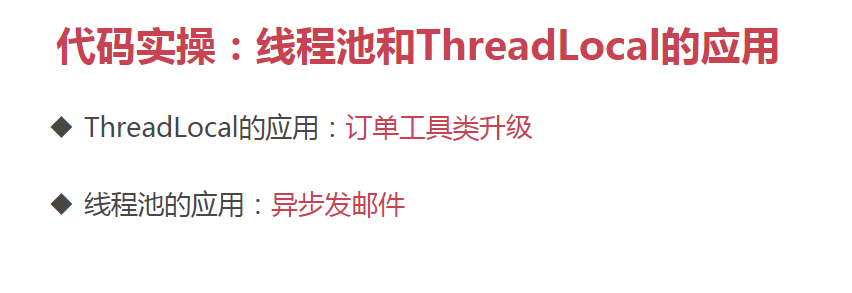 代码实操：线程池和ThreadLocal的应用
◆ ThreadLocal的应用：订单工具类升级
◆ 线程池的应用：异步发邮件